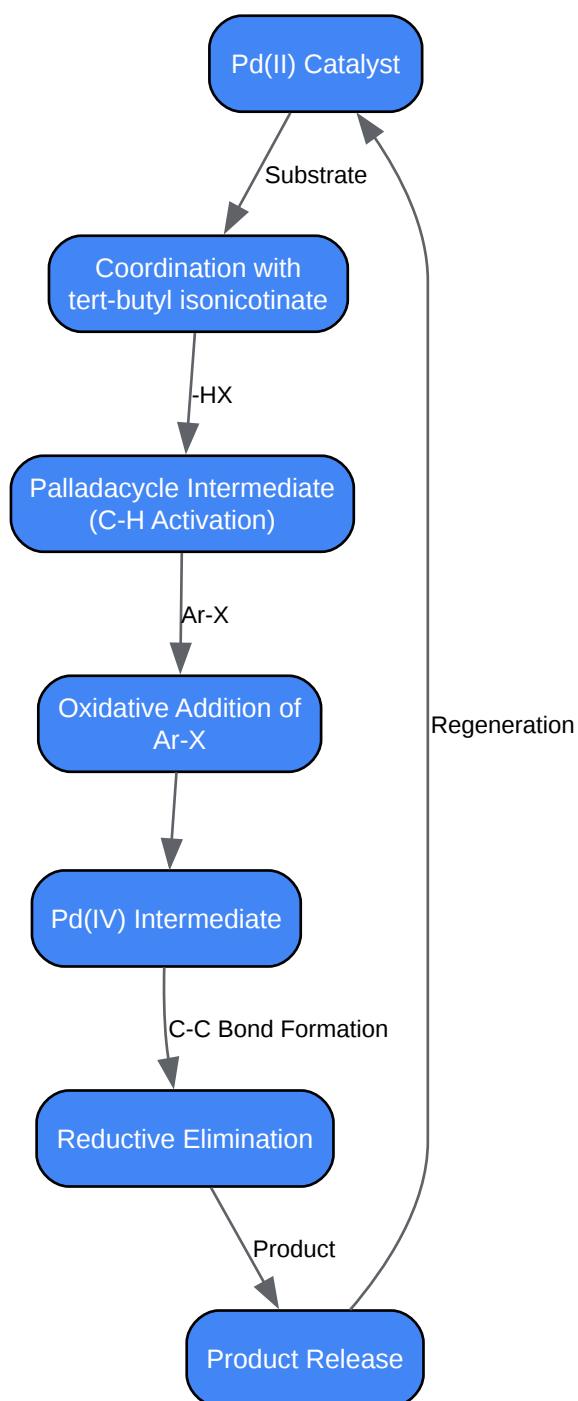 Pd(II) Catalyst
Substrate
Coordination with
tert-butyl isonicotinate
-HX
Palladacycle Intermediate
(C-H Activation)
Ar-X
Oxidative Addition of
Ar-X
Regeneration
Pd(IV) Intermediate
C-C Bond Formation
Reductive Elimination
Product
Product Release